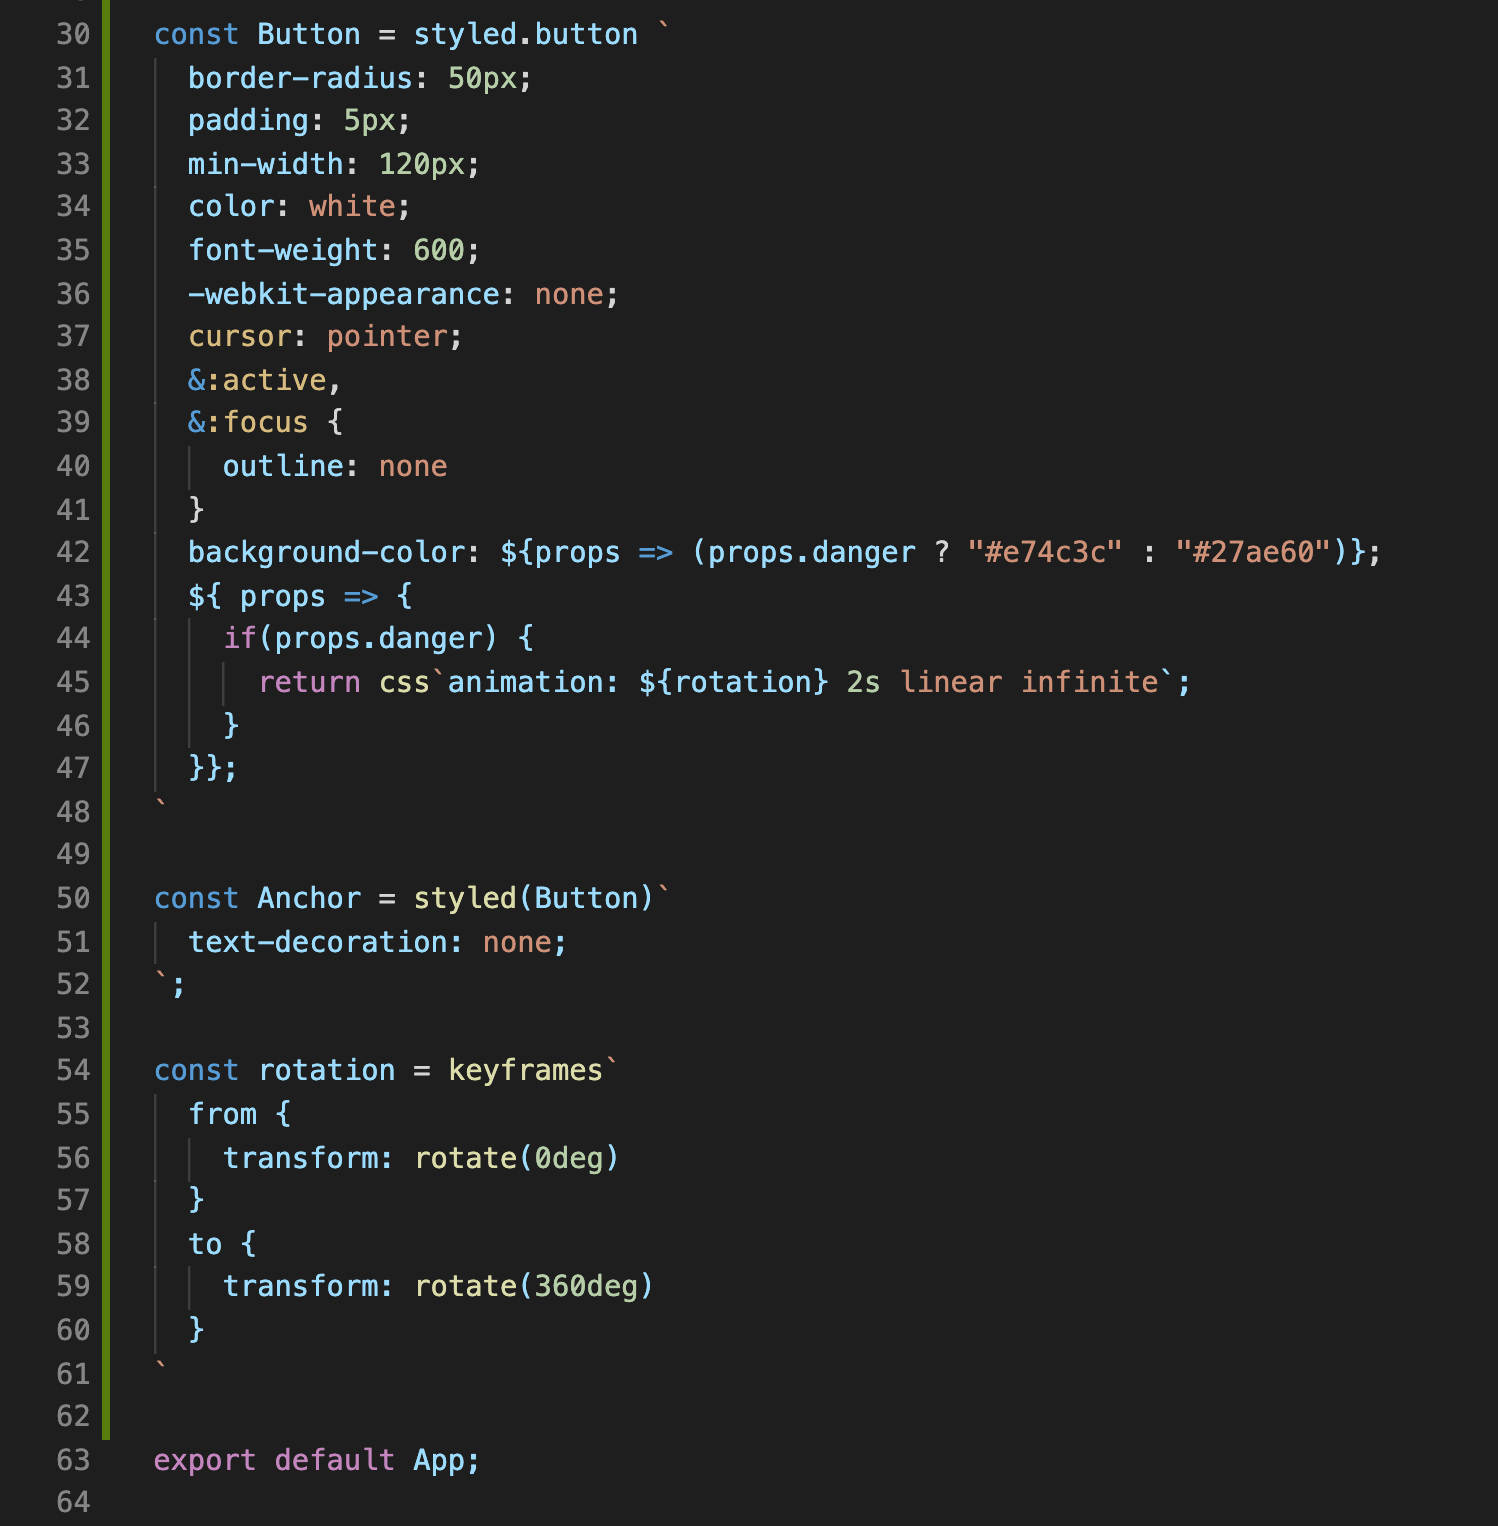 30 const Button = styled.button `
31   border-radius: 50px;
32   padding: 5px;
33   min-width: 120px;
34   color: white;
35   font-weight: 600;
36   -webkit-appearance: none;
37   cursor: pointer;
38   &:active,
39   &:focus {
40     outline: none
41   }
42   background-color: ${props => (props.danger ? "#e74c3c" : "#27ae60")};
43   ${ props => {
44     if(props.danger) {
45       return css`animation: ${rotation} 2s linear infinite`;
46     }
47   }};
48 `
49
50 const Anchor = styled(Button)`
51   text-decoration: none;
52 `;
53
54 const rotation = keyframes`
55   from {
56     transform: rotate(0deg)
57   }
58   to {
59     transform: rotate(360deg)
60   }
61 `
62
63 export default App;
64